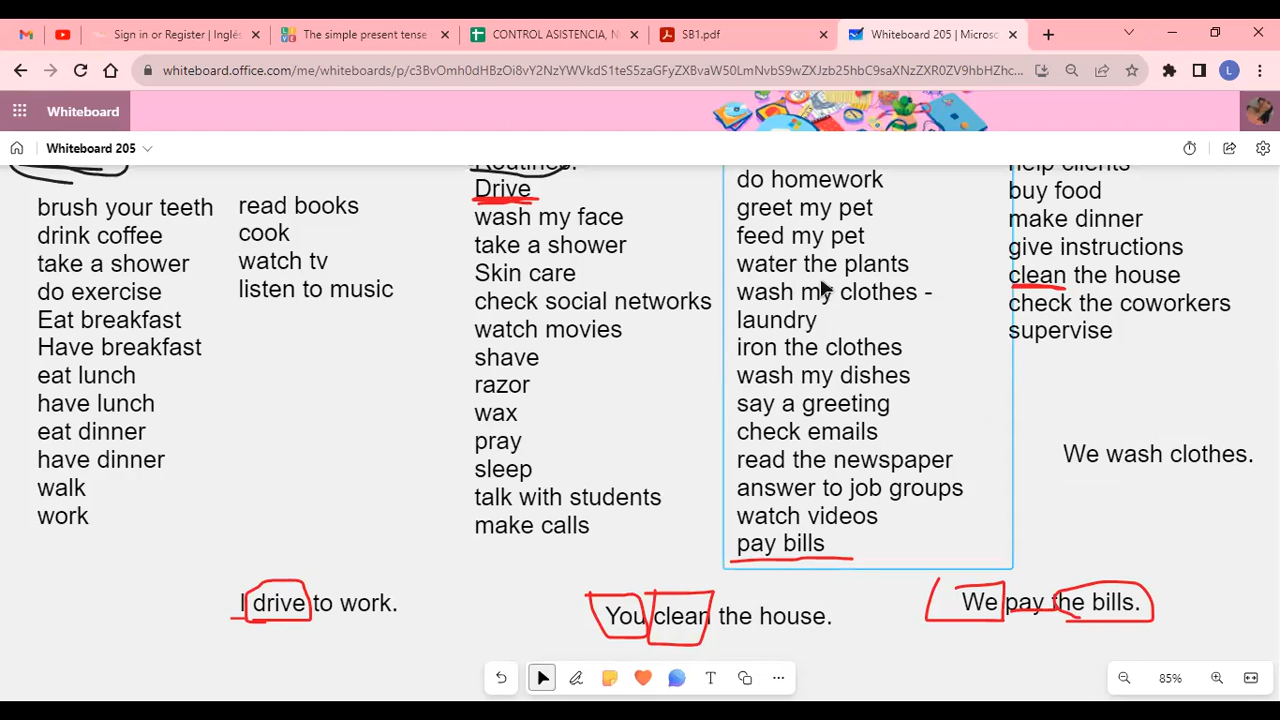 Sign in or Register | Inglés
The simple present tense
CONTROL ASISTENCIA, N
SB1.pdf
Whiteboard 205 | Microsc
whiteboard.office.com/me/whiteboards/p/c3BvOmh0dHBzOi8vY2NzYWVkdS1teS5zaGFyZXBvaW50LmNvbS9wZXJzb25hbC9saXNzZXR0ZV9hbHZhc...
L
Whiteboard
Whiteboard 205
brush your teeth
drink coffee
take a shower
do exercise
Eat breakfast
Have breakfast
eat lunch
have lunch
eat dinner
have dinner
walk
work
read books
cook
watch tv
listen to music
Routines:
Drive
wash my face
take a shower
Skin care
check social networks
watch movies
shave
razor
wax
pray
sleep
talk with students
make calls
do homework
greet my pet
feed my pet
water the plants
wash my clothes -
laundry
iron the clothes
wash my dishes
say a greeting
check emails
read the newspaper
answer to job groups
watch videos
pay bills
help clients
buy food
make dinner
give instructions
clean the house
check the coworkers
supervise
We wash clothes.
I drive to work.
You clean the house.
We pay the bills.
T
85%